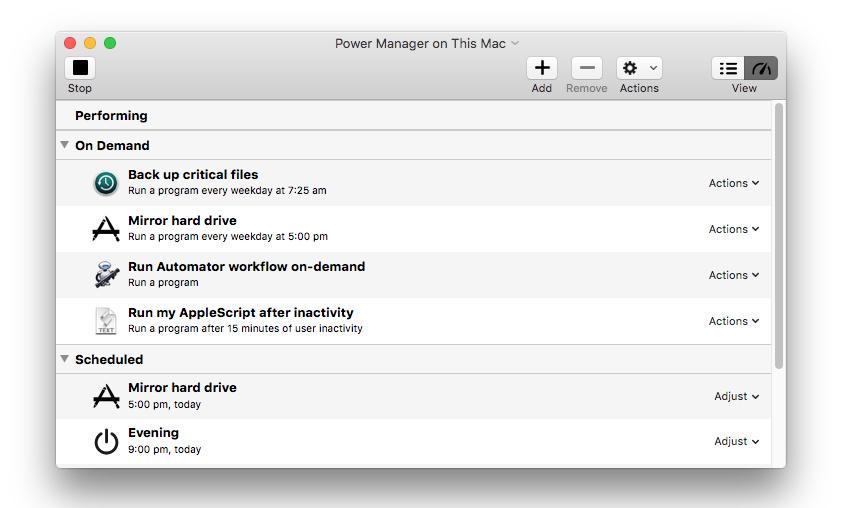 Power Manager on This Mac
Stop
Add
Remove
Actions
View
Performing
On Demand
Back up critical files
Run a program every weekday at 7:25 am
Actions
Mirror hard drive
Run a program every weekday at 5:00 pm
Actions
Run Automator workflow on-demand
Run a program
Actions
Run my AppleScript after inactivity
Run a program after 15 minutes of user inactivity
TEXT
Actions
Scheduled
Mirror hard drive
5:00 pm, today
Adjust
Evening
9:00 pm, today
Adjust